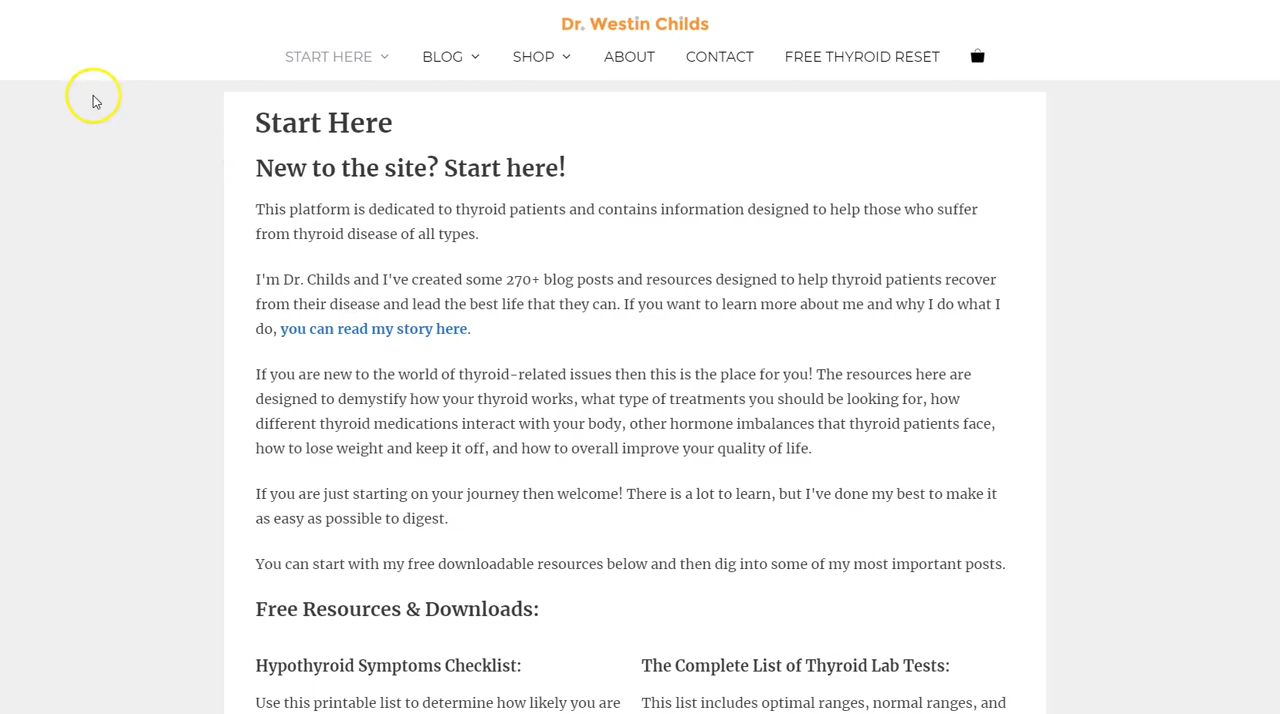 Dr. Westin Childs
START HERE BLOG SHOP ABOUT CONTACT FREE THYROID RESET
Start Here
New to the site? Start here!
This platform is dedicated to thyroid patients and contains information designed to help those who suffer
from thyroid disease of all types.
I'm Dr. Childs and I've created some 270+ blog posts and resources designed to help thyroid patients recover
from their disease and lead the best life that they can. If you want to learn more about me and why I do what I
do, you can read my story here.
If you are new to the world of thyroid-related issues then this is the place for you! The resources here are
designed to demystify how your thyroid works, what type of treatments you should be looking for, how
different thyroid medications interact with your body, other hormone imbalances that thyroid patients face,
how to lose weight and keep it off, and how to overall improve your quality of life.
If you are just starting on your journey then welcome! There is a lot to learn, but I've done my best to make it
as easy as possible to digest.
You can start with my free downloadable resources below and then dig into some of my most important posts.
Free Resources & Downloads:
Hypothyroid Symptoms Checklist:
Use this printable list to determine how likely you are
The Complete List of Thyroid Lab Tests:
This list includes optimal ranges, normal ranges, and